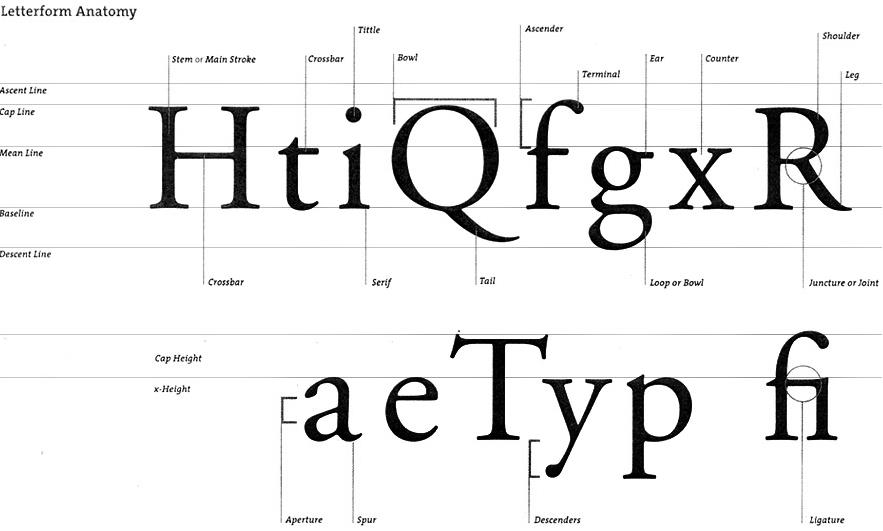 Letterform Anatomy
Tittle
Ascender
Shoulder
Stem or Main Stroke
Crossbar
Bowl
Ear
Counter
Terminal
Leg
Ascent Line
Cap Line
Mean Line
Baseline
Descent Line
HtiQfgxR
Crossbar
Serif
Tail
Loop or Bowl
Juncture or Joint
Cap Height
x-Height
aeTyp fi
Aperture
Spur
Descenders
Ligature